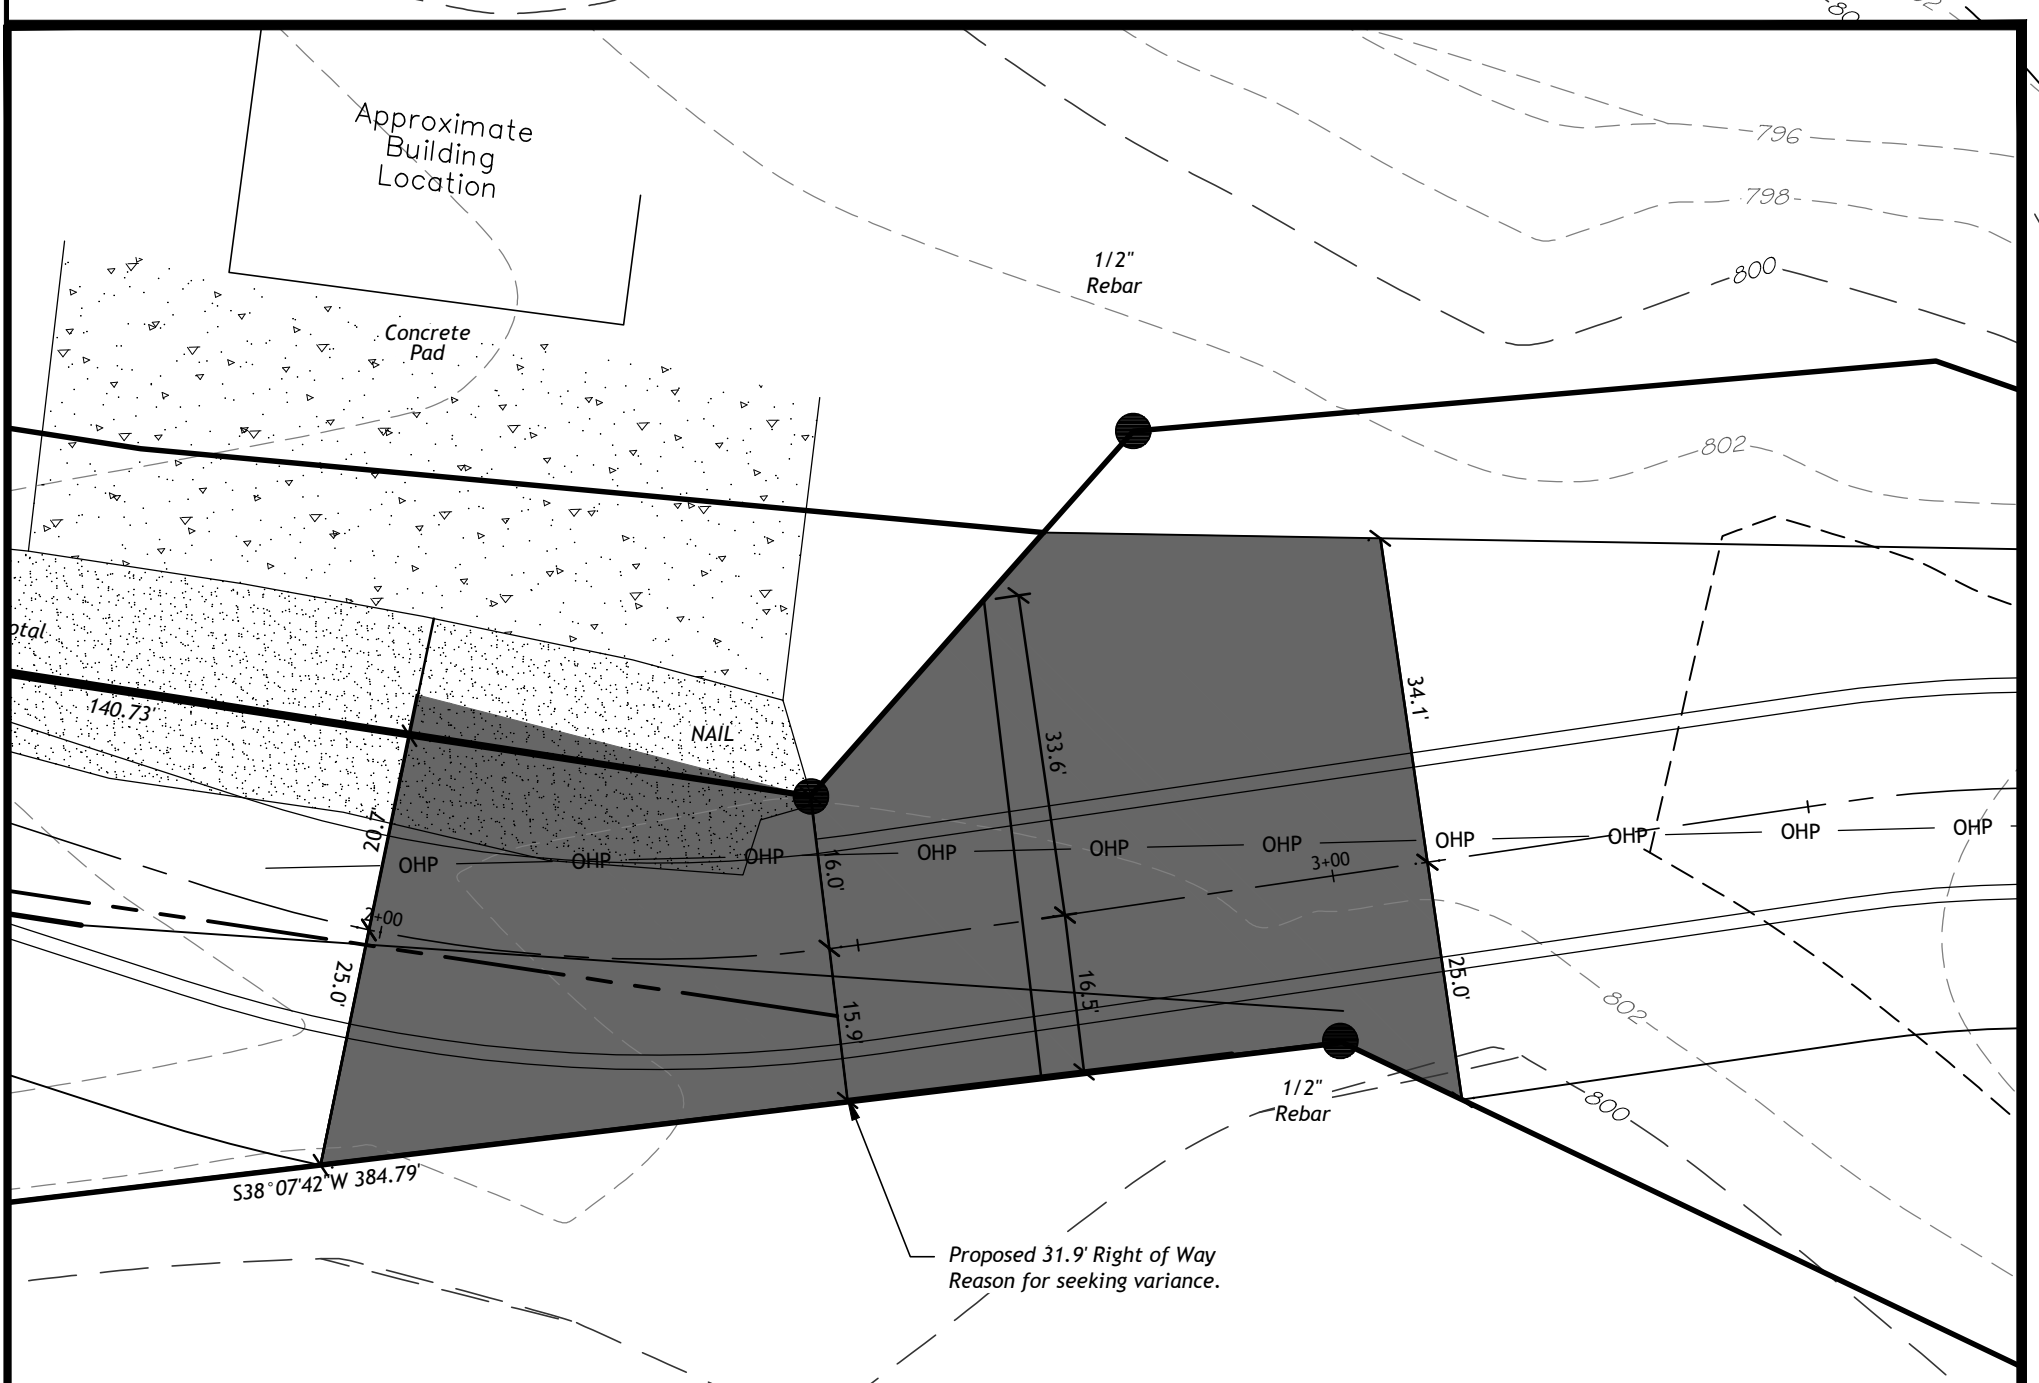 Approximate
Building
Location
796
798
800
1/2"
Rebar
Concrete
Pad
802
140.73'
NAIL
34.1'
33.6'
20.7'
OHP
OHP
OHP
OHP
OHP
OHP
OHP
OHP
OHP
OHP
16.0'
3+00
2+00
25.0'
15.9'
16.5'
25.0'
802
1/2"
Rebar
800
S38°07'42"W 384.79'
Proposed 31.9' Right of Way
Reason for seeking variance.